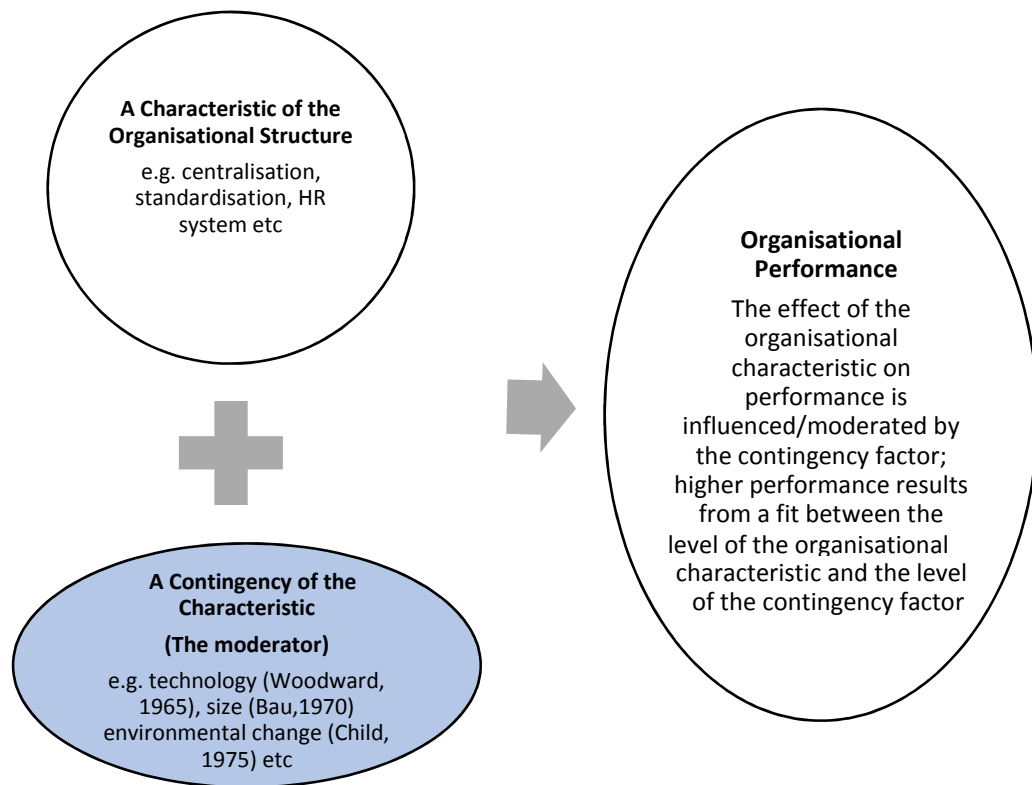 A Characteristic of the
Organisational Structure
e.g. centralisation,
standardisation, HR
system etc
A Contingency of the
Characteristic
(The moderator)
e.g. technology (Woodward,
1965), size (Bau,1970)
environmental change (Child,
1975) etc
Organisational
Performance
The effect of the
organisational
characteristic on
performance is
influenced/moderated by
the contingency factor;
higher performance results
from a fit between the
level of the organisational
characteristic and the level
of the contingency factor